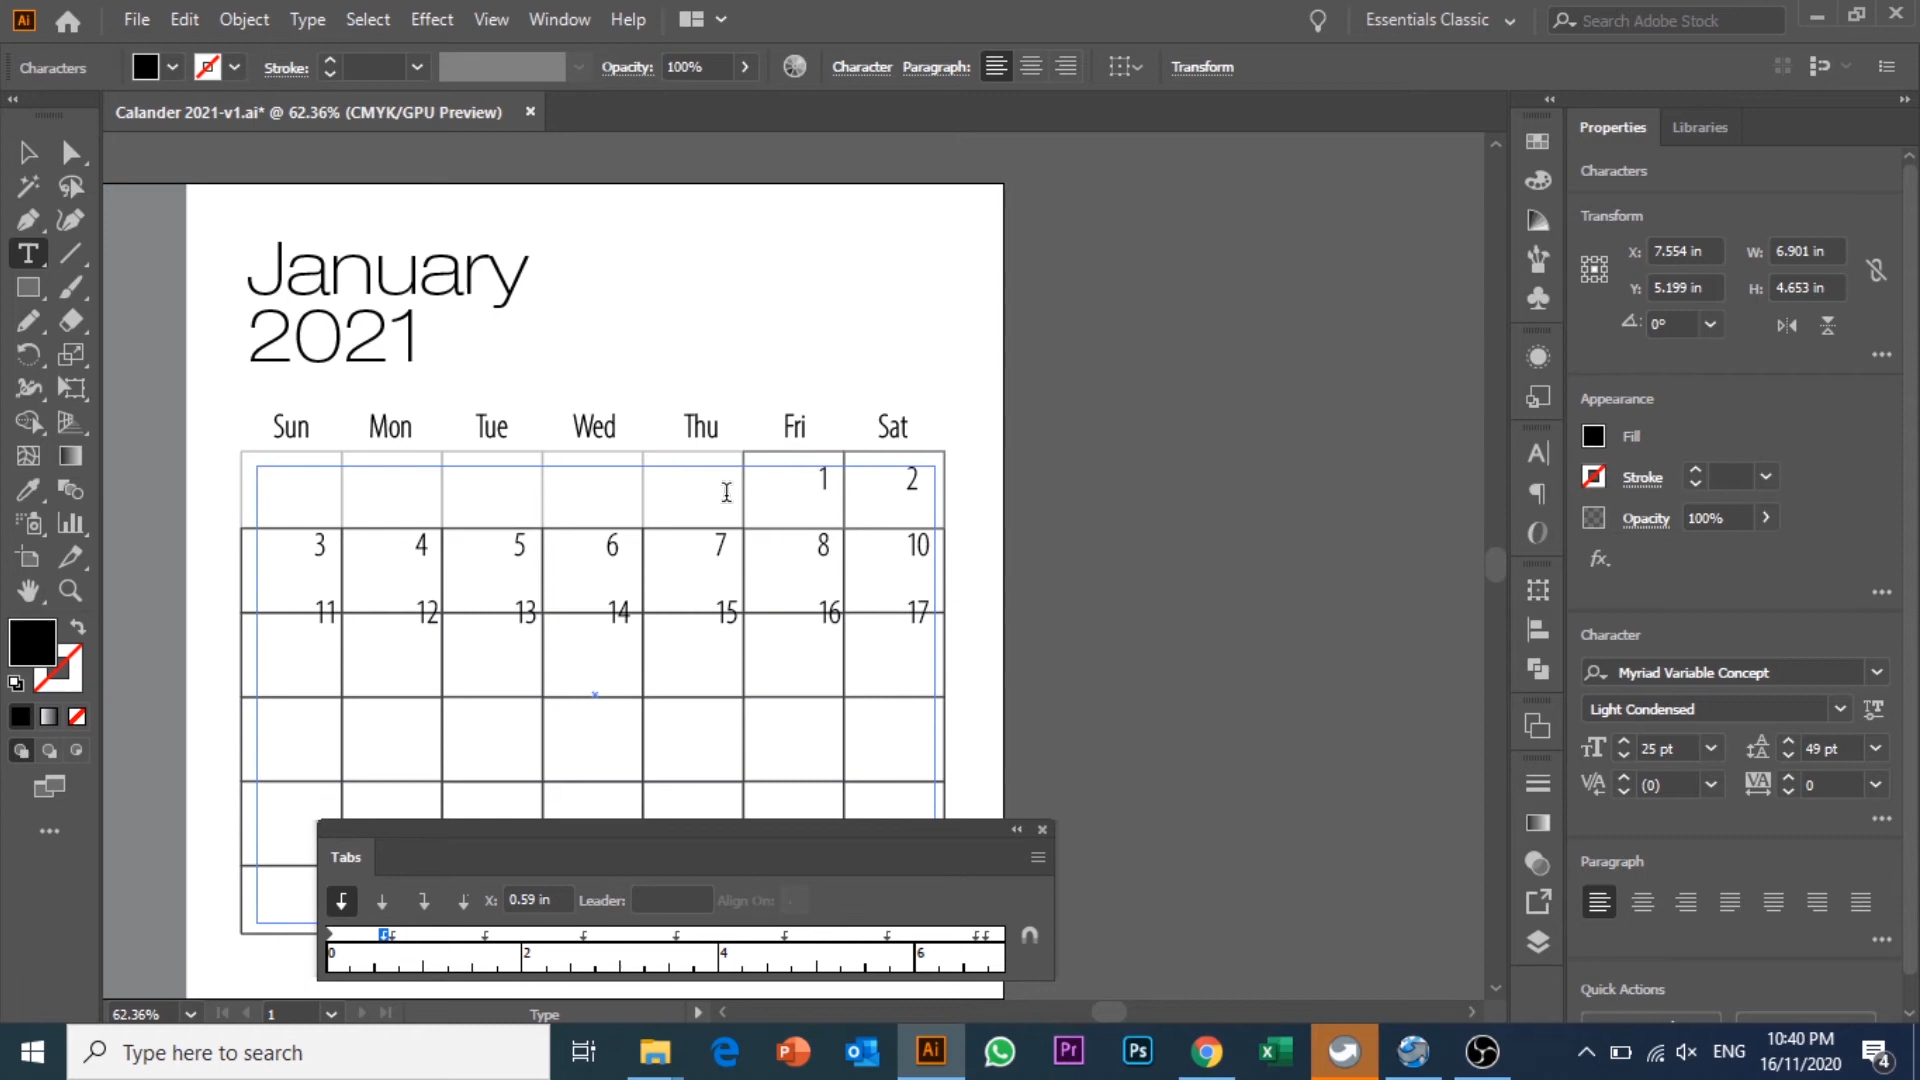 Ai File Edit Object Type Select Effect View Window Help Essentials Classic Search Adobe Stock
Characters Stroke: Opacity: 100% Character Paragraph: Transform
Calander 2021-v1.ai* @ 62.36% (CMYK/GPU Preview)
Properties Libraries
Characters
Transform
X: 7.554 in W: 6.901 in
Y: 5.199 in H: 4.653 in
0°
Appearance
Fill
Stroke
Opacity 100%
fx.
Character
Myriad Variable Concept
Light Condensed
25 pt 49 pt
(0) 0
Paragraph
Quick Actions
January
2021
Sun Mon Tue Wed Thu Fri Sat
1 2
3 4 5 6 7 8 10
11 12 13 14 15 16 17
Tabs
X: 0.59 in Leader: Align On: .
0 2 4 6
62.36% 1 Type
Type here to search
Ai Pr Ps
ENG 10:40 PM
16/11/2020 4